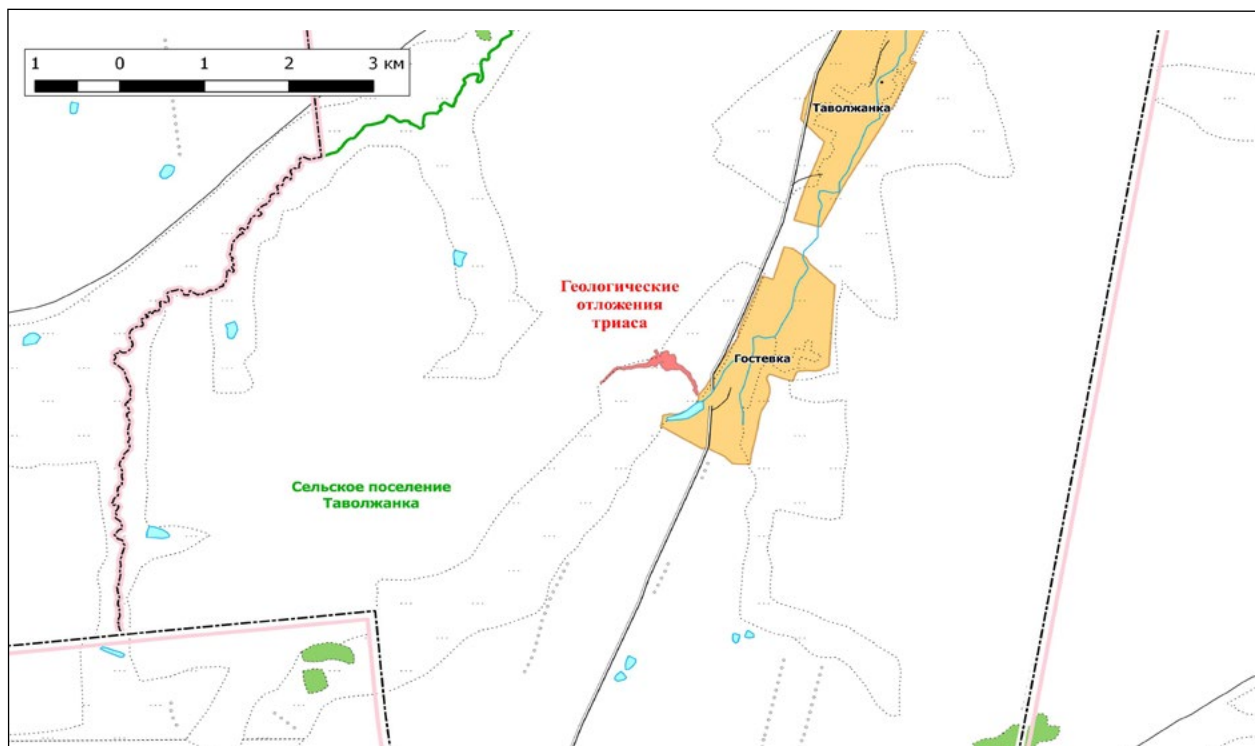 1 0 1 2 3 км
Таволжанка
Геологические
отложения
триаса
Гостевка
Сельское поселение
Таволжанка